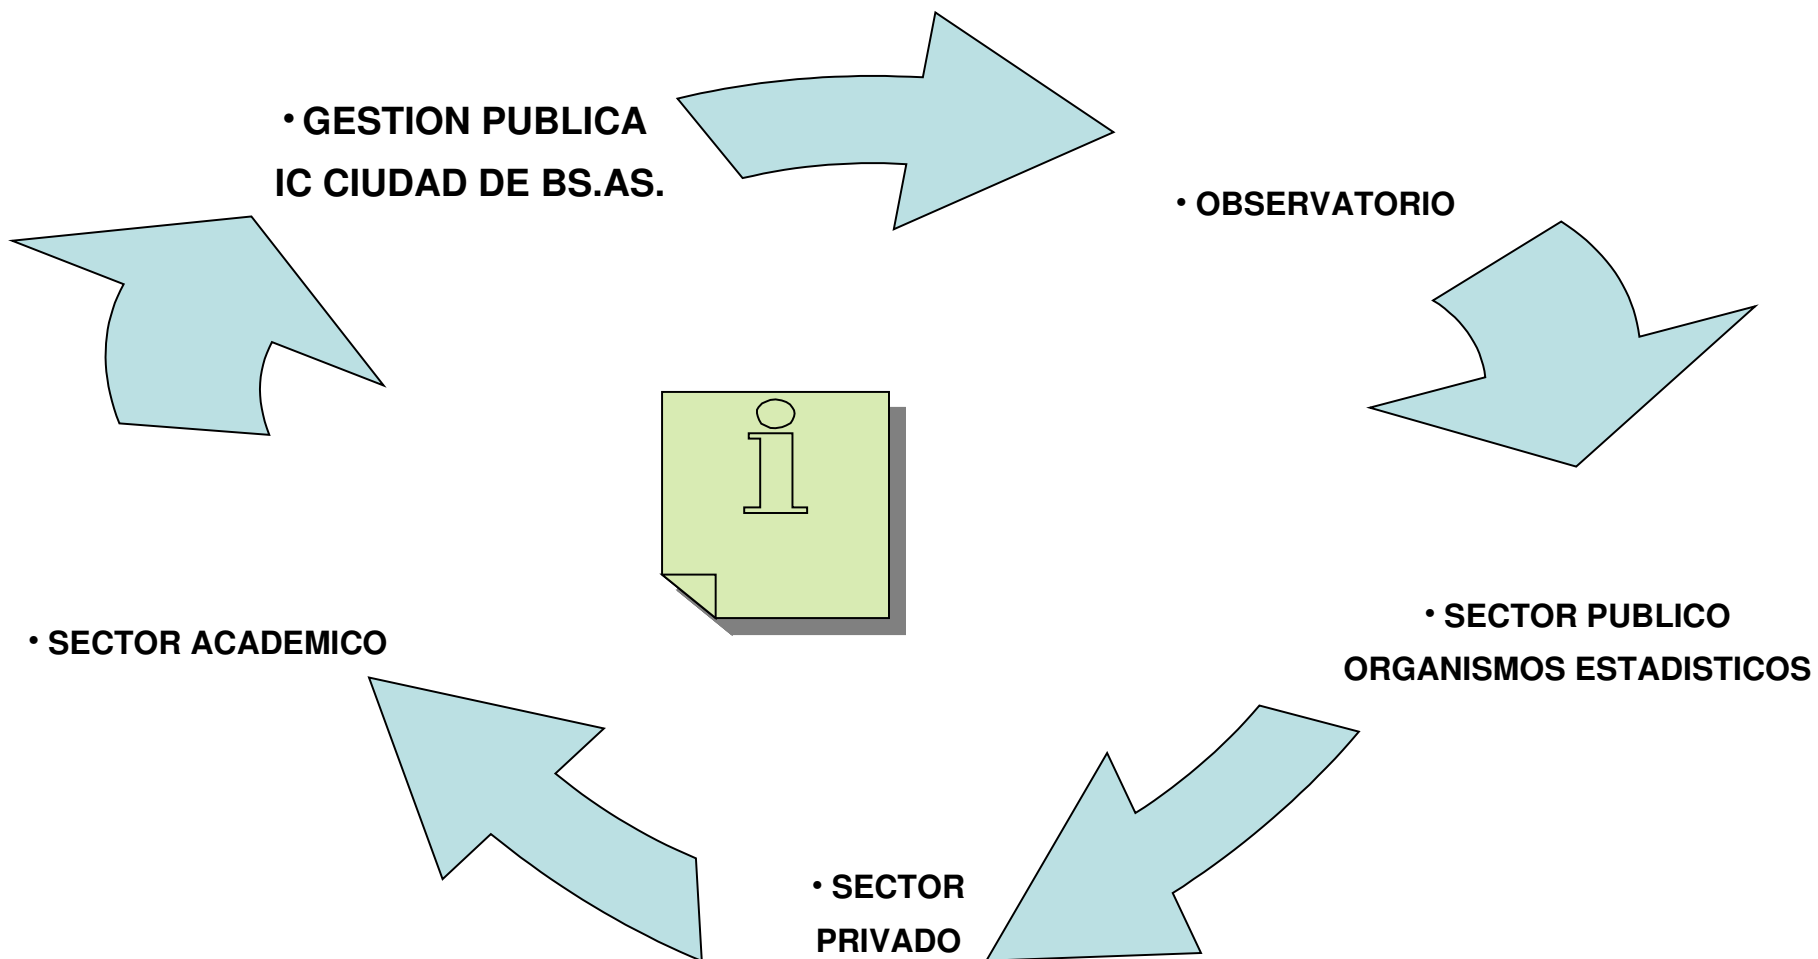 • GESTION PUBLICA
IC CIUDAD DE BS.AS.
• OBSERVATORIO
• SECTOR PUBLICO
ORGANISMOS ESTADISTICOS
• SECTOR
PRIVADO
• SECTOR ACADEMICO
i